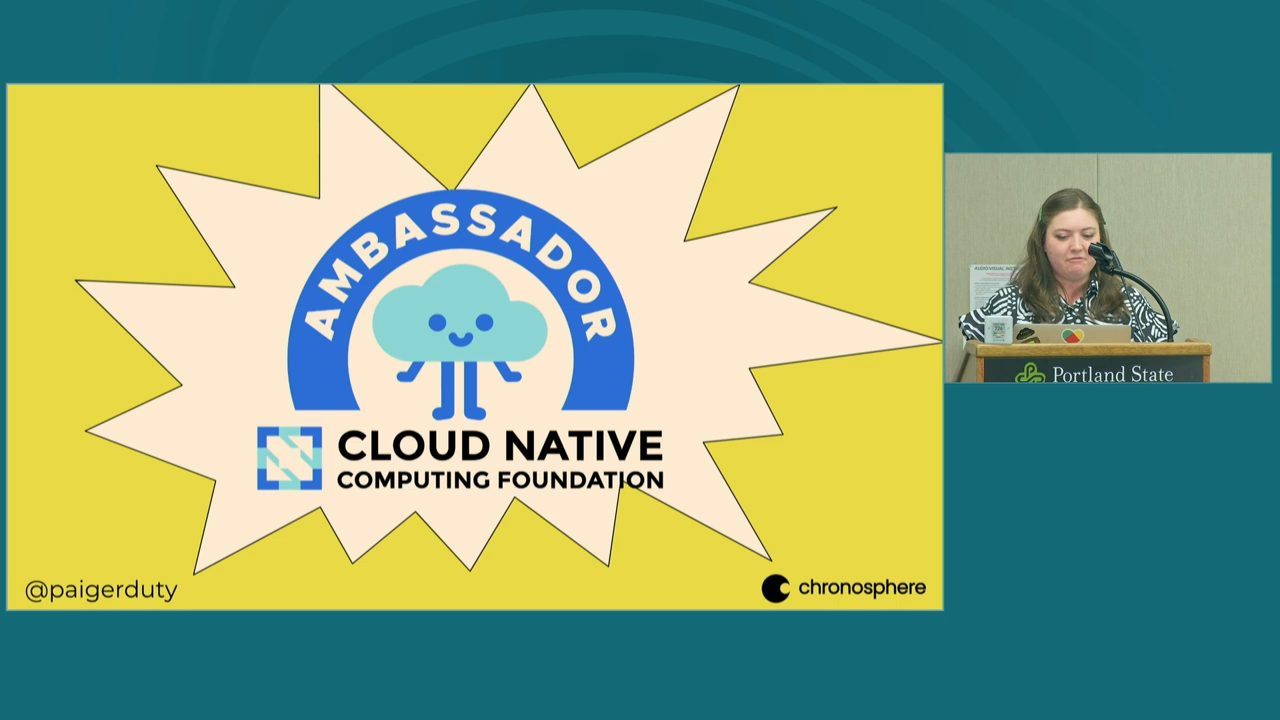 AMBASSADOR
CLOUD NATIVE
COMPUTING FOUNDATION
@paigerduty
chronosphere
Portland State